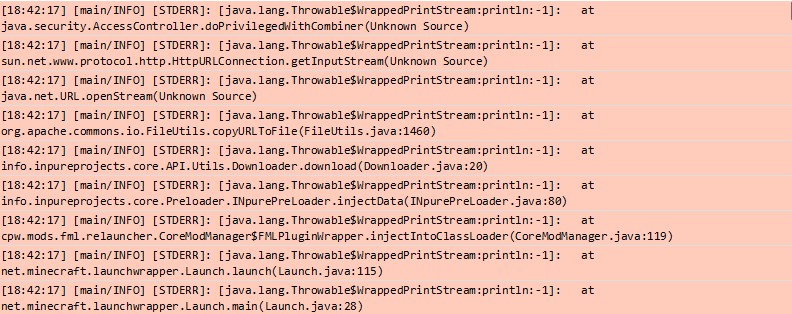 [18:42:17] [main/INFO] [STDERR]: [java.lang.Throwable$WrappedPrintStream:println:-1]:   at
java.security.AccessController.doPrivilegedWithCombiner(Unknown Source)
[18:42:17] [main/INFO] [STDERR]: [java.lang.Throwable$WrappedPrintStream:println:-1]:   at
sun.net.www.protocol.http.HttpURLConnection.getInputStream(Unknown Source)
[18:42:17] [main/INFO] [STDERR]: [java.lang.Throwable$WrappedPrintStream:println:-1]:   at
java.net.URL.openStream(Unknown Source)
[18:42:17] [main/INFO] [STDERR]: [java.lang.Throwable$WrappedPrintStream:println:-1]:   at
org.apache.commons.io.FileUtils.copyURLToFile(FileUtils.java:1460)
[18:42:17] [main/INFO] [STDERR]: [java.lang.Throwable$WrappedPrintStream:println:-1]:   at
info.inpureprojects.core.API.Utils.Downloader.download(Downloader.java:20)
[18:42:17] [main/INFO] [STDERR]: [java.lang.Throwable$WrappedPrintStream:println:-1]:   at
info.inpureprojects.core.Preloader.INpurePreLoader.injectData(INpurePreLoader.java:80)
[18:42:17] [main/INFO] [STDERR]: [java.lang.Throwable$WrappedPrintStream:println:-1]:   at
cpw.mods.fml.relauncher.CoreModManager$FMLPluginWrapper.injectIntoClassLoader(CoreModManager.java:119)
[18:42:17] [main/INFO] [STDERR]: [java.lang.Throwable$WrappedPrintStream:println:-1]:   at
net.minecraft.launchwrapper.Launch.launch(Launch.java:115)
[18:42:17] [main/INFO] [STDERR]: [java.lang.Throwable$WrappedPrintStream:println:-1]:   at
net.minecraft.launchwrapper.Launch.main(Launch.java:28)